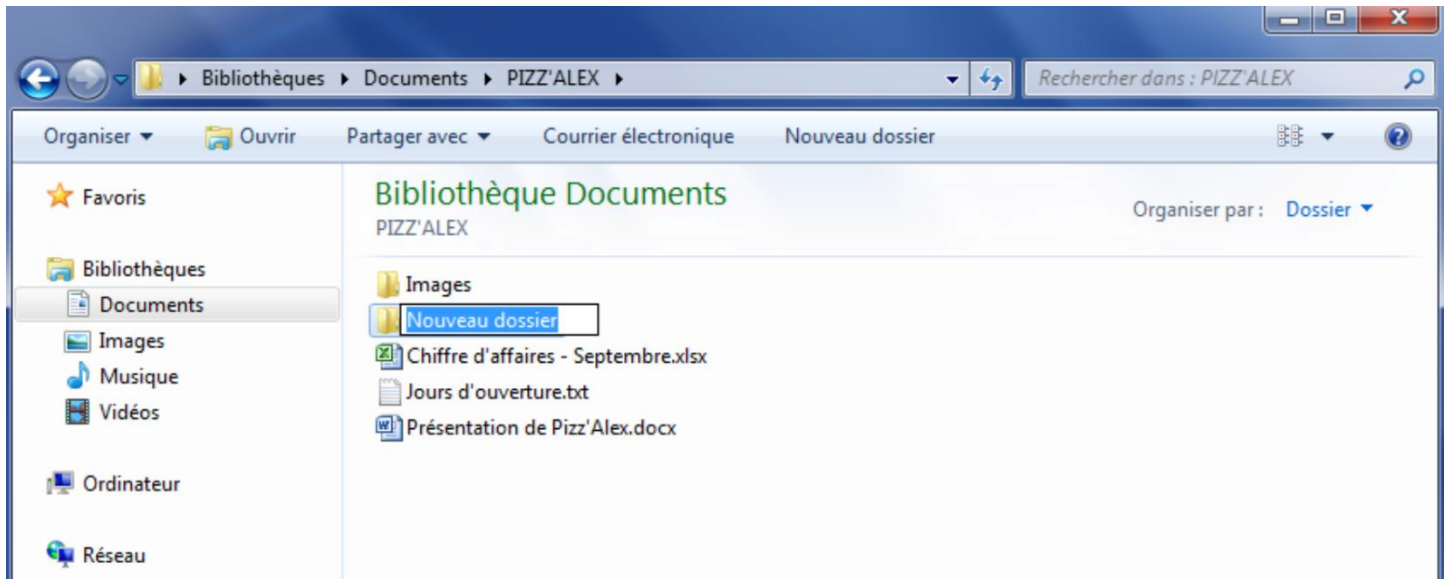 Bibliothèques Documents PIZZ'ALEX Rechercher dans : PIZZ'ALEX
Organiser Ouvrir Partager avec Courrier électronique Nouveau dossier
Favoris
Bibliothèques
Documents
Images
Musique
Vidéos
Ordinateur
Réseau
Bibliothèque Documents
PIZZ'ALEX
Organiser par : Dossier
Images
Nouveau dossier
Chiffre d'affaires - Septembre.xlsx
Jours d'ouverture.txt
Présentation de Pizz'Alex.docx